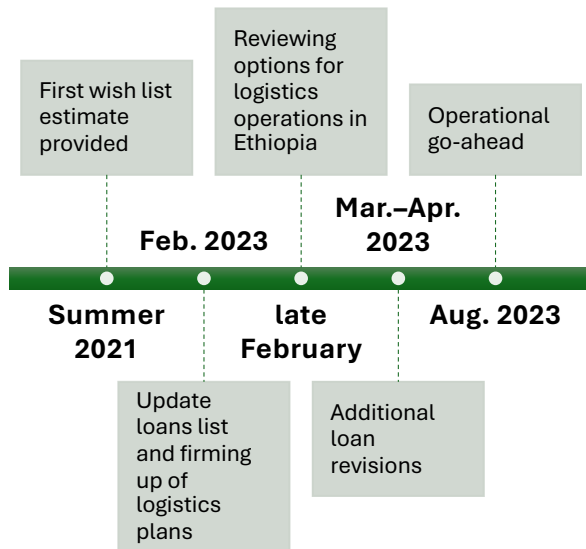 First wish list
estimate
provided
Reviewing
options for
logistics
operations in
Ethiopia
Operational
go-ahead
Feb. 2023
Mar.–Apr.
2023
Summer
2021
late
February
Aug. 2023
Update
loans list
and firming
up of
logistics
plans
Additional
loan
revisions